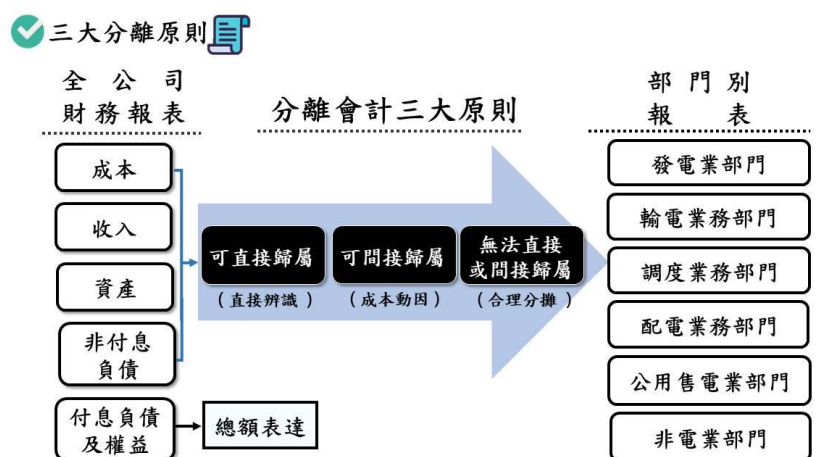 三大分離原則
全公司
財務報表
分離會計三大原則
部門別
報表
成本
收入
資產
非付息
負債
付息負債
及權益
總額表達
可直接歸屬
(直接辨識)
可間接歸屬
(成本動因)
無法直接
或間接歸屬
(合理分攤)
發電業部門
輸電業務部門
調度業務部門
配電業務部門
公用售電業部門
非電業部門